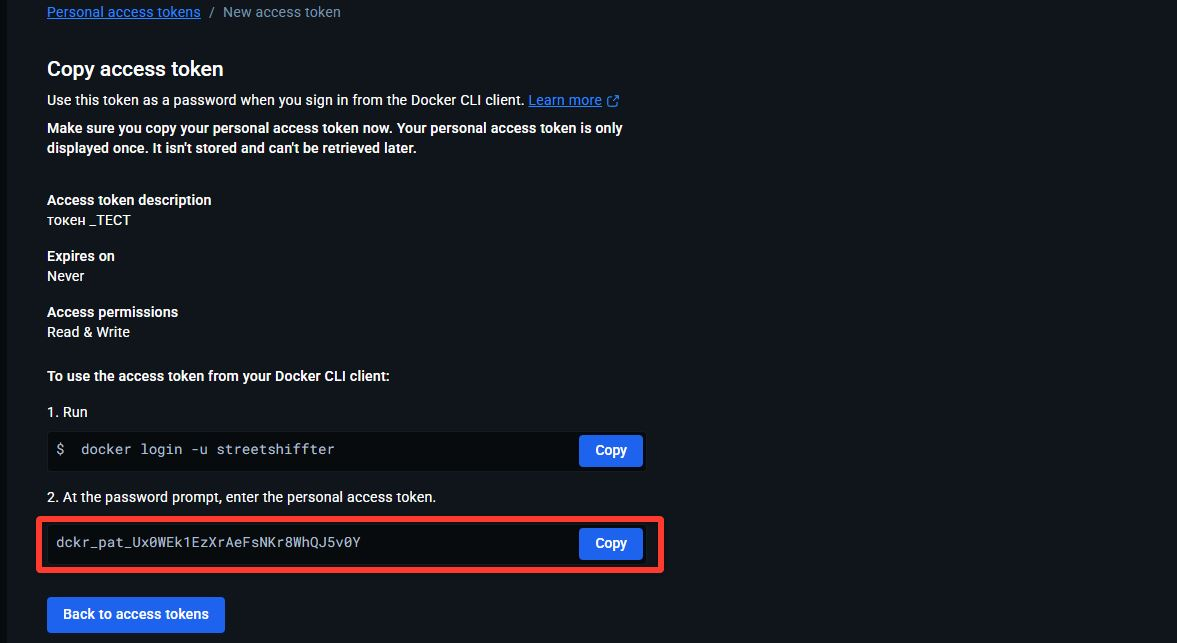 Personal access tokens / New access token
Copy access token
Use this token as a password when you sign in from the Docker CLI client. Learn more
Make sure you copy your personal access token now. Your personal access token is only
displayed once. It isn't stored and can't be retrieved later.
Access token description
токен _ТЕСТ
Expires on
Never
Access permissions
Read & Write
To use the access token from your Docker CLI client:
1. Run
$ docker login -u streetshiffter
Copy
2. At the password prompt, enter the personal access token.
dckr_pat_Ux0WEk1EzXrAeFsNKr8WhQJ5v0Y
Copy
Back to access tokens